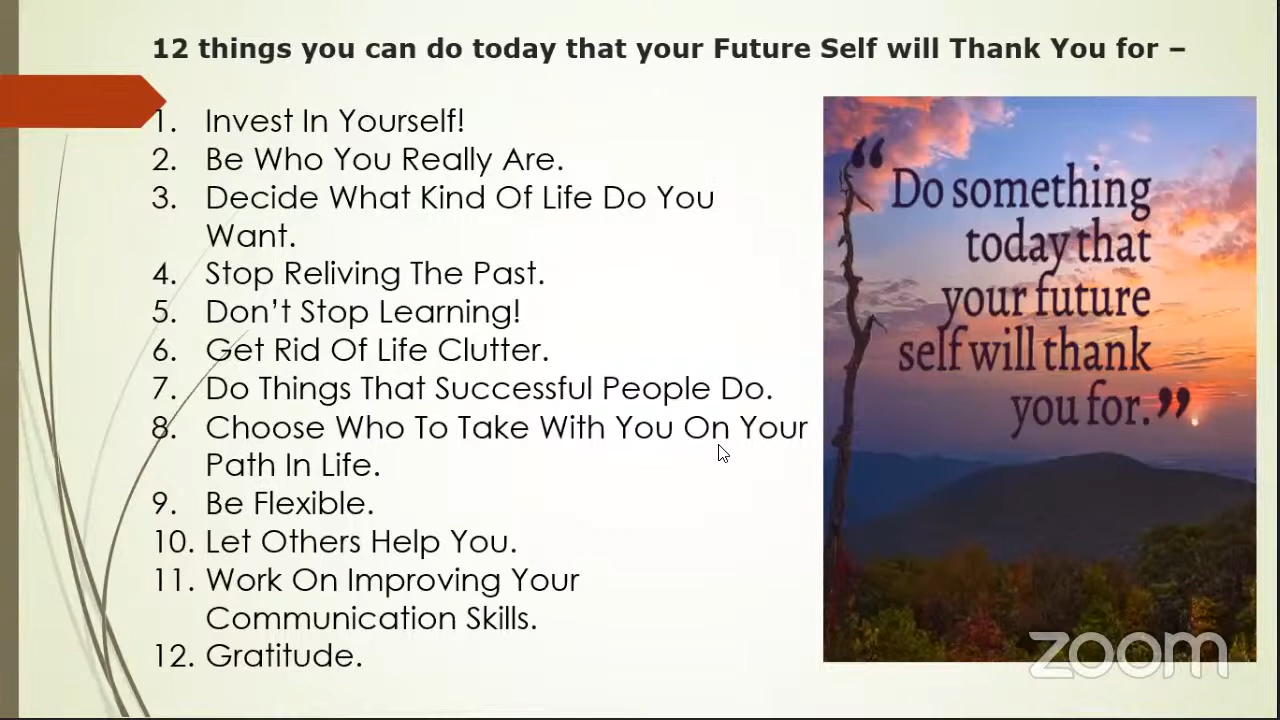 12 things you can do today that your Future Self will Thank You for –
1. Invest In Yourself!
2. Be Who You Really Are.
3. Decide What Kind Of Life Do You
Want.
4. Stop Reliving The Past.
5. Don’t Stop Learning!
6. Get Rid Of Life Clutter.
7. Do Things That Successful People Do.
8. Choose Who To Take With You On Your
Path In Life.
9. Be Flexible.
10. Let Others Help You.
11. Work On Improving Your
Communication Skills.
12. Gratitude.
“Do something
today that
your future
self will thank
you for.”
zoom